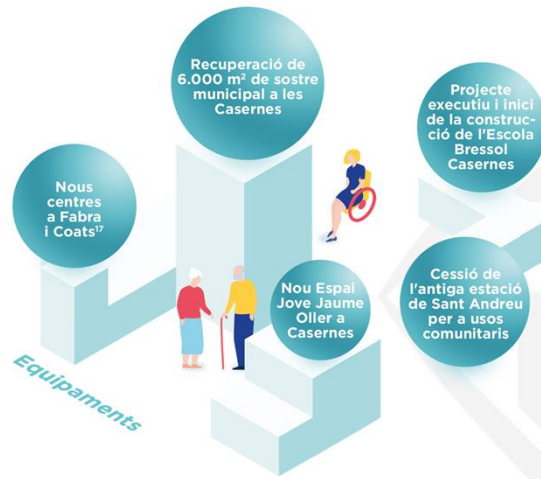 Recuperació de
6.000 m² de sostre
municipal a les
Casernes
Projecte
executiu i inici
de la construc-
ció de l'Escola
Bressol
Casernes
Nous
centres
a Fabra
i Coats¹⁷
Nou Espai
Jove Jaume
Oller a
Casernes
Cessió de
l'antiga estació
de Sant Andreu
per a usos
comunitaris
Equipaments